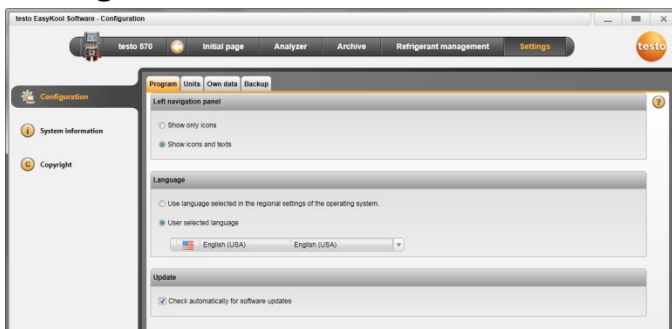 testo EasyKool Software - Configuration
testo 570 Initial page Analyzer Archive Refrigerant management Settings testo
Program Units Own data Backup
Configuration
System information
Copyright
Left navigation panel
Show only icons
Show icons and texts
Language
Use language selected in the regional settings of the operating system.
User selected language
English (USA) English (USA)
Update
Check automatically for software updates